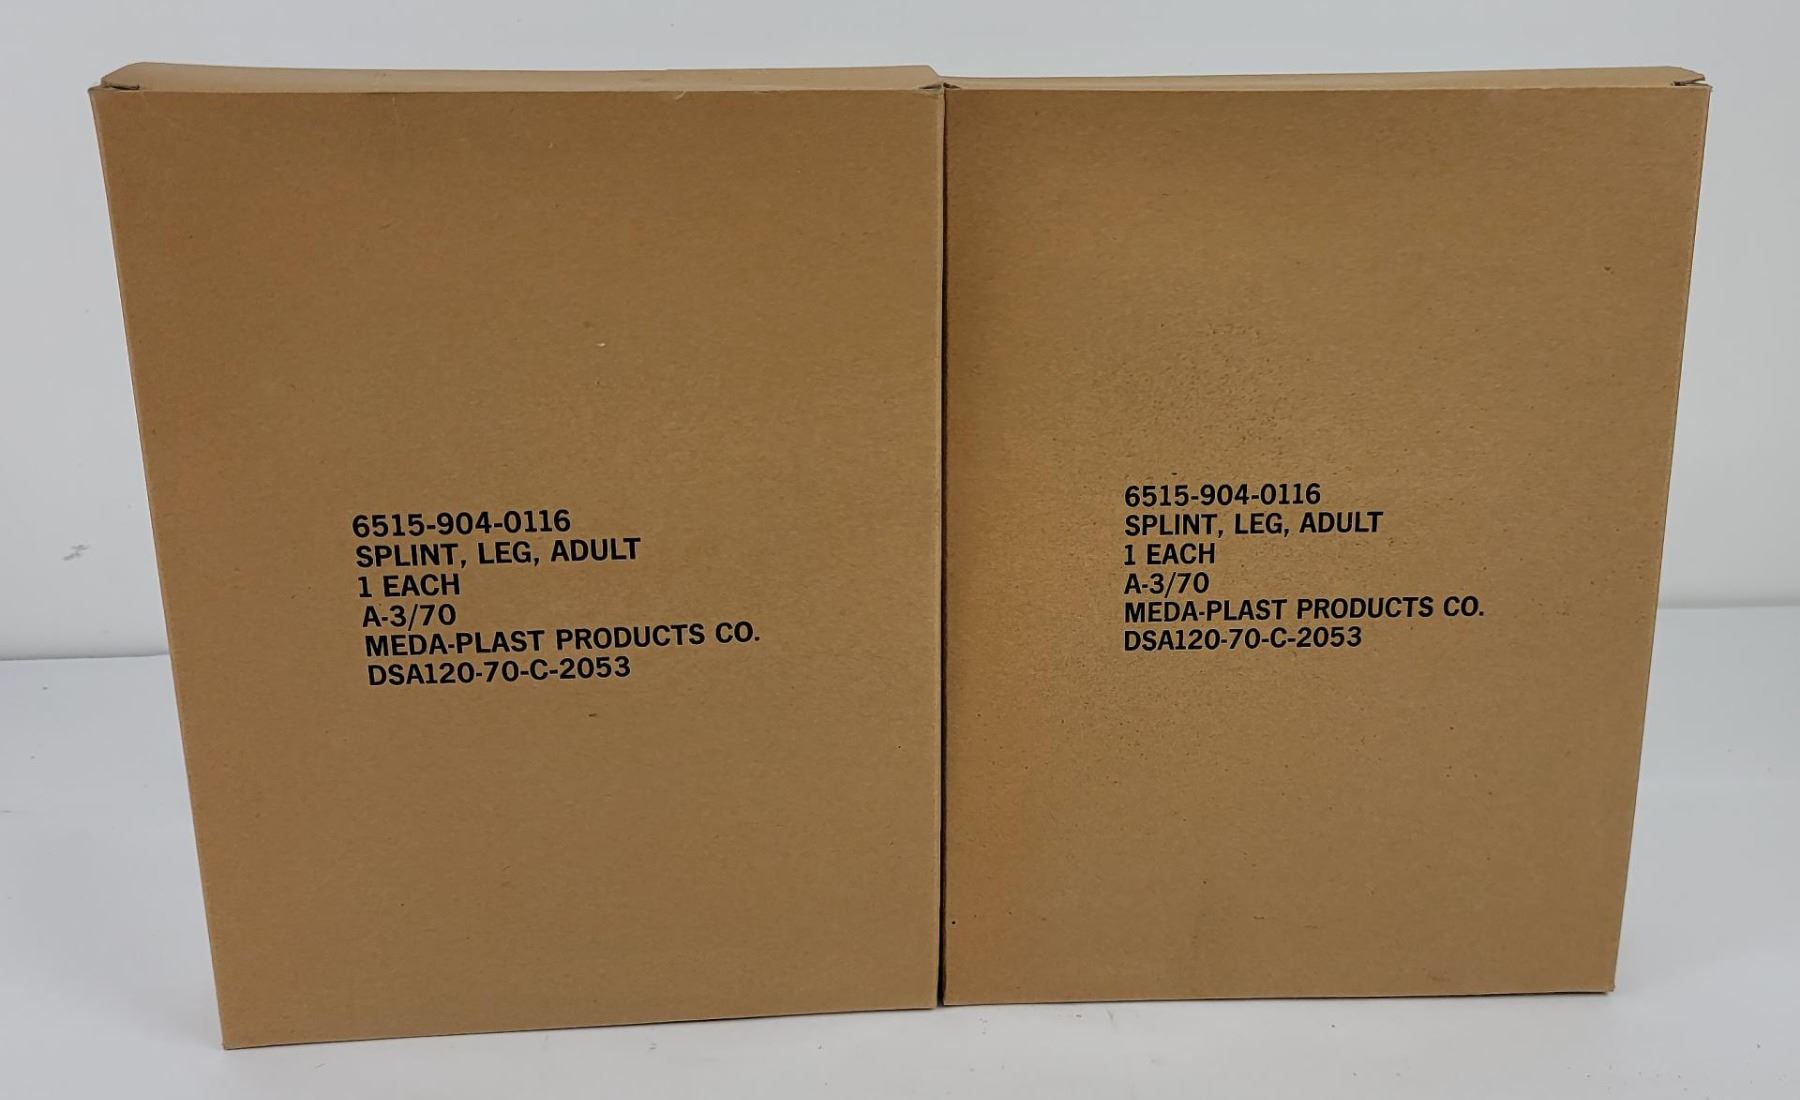 6515-904-0116
SPLINT, LEG, ADULT
1 EACH
A-3/70
MEDA-PLAST PRODUCTS CO.
DSA120-70-C-2053
6515-904-0116
SPLINT, LEG, ADULT
1 EACH
A-3/70
MEDA-PLAST PRODUCTS CO.
DSA120-70-C-2053